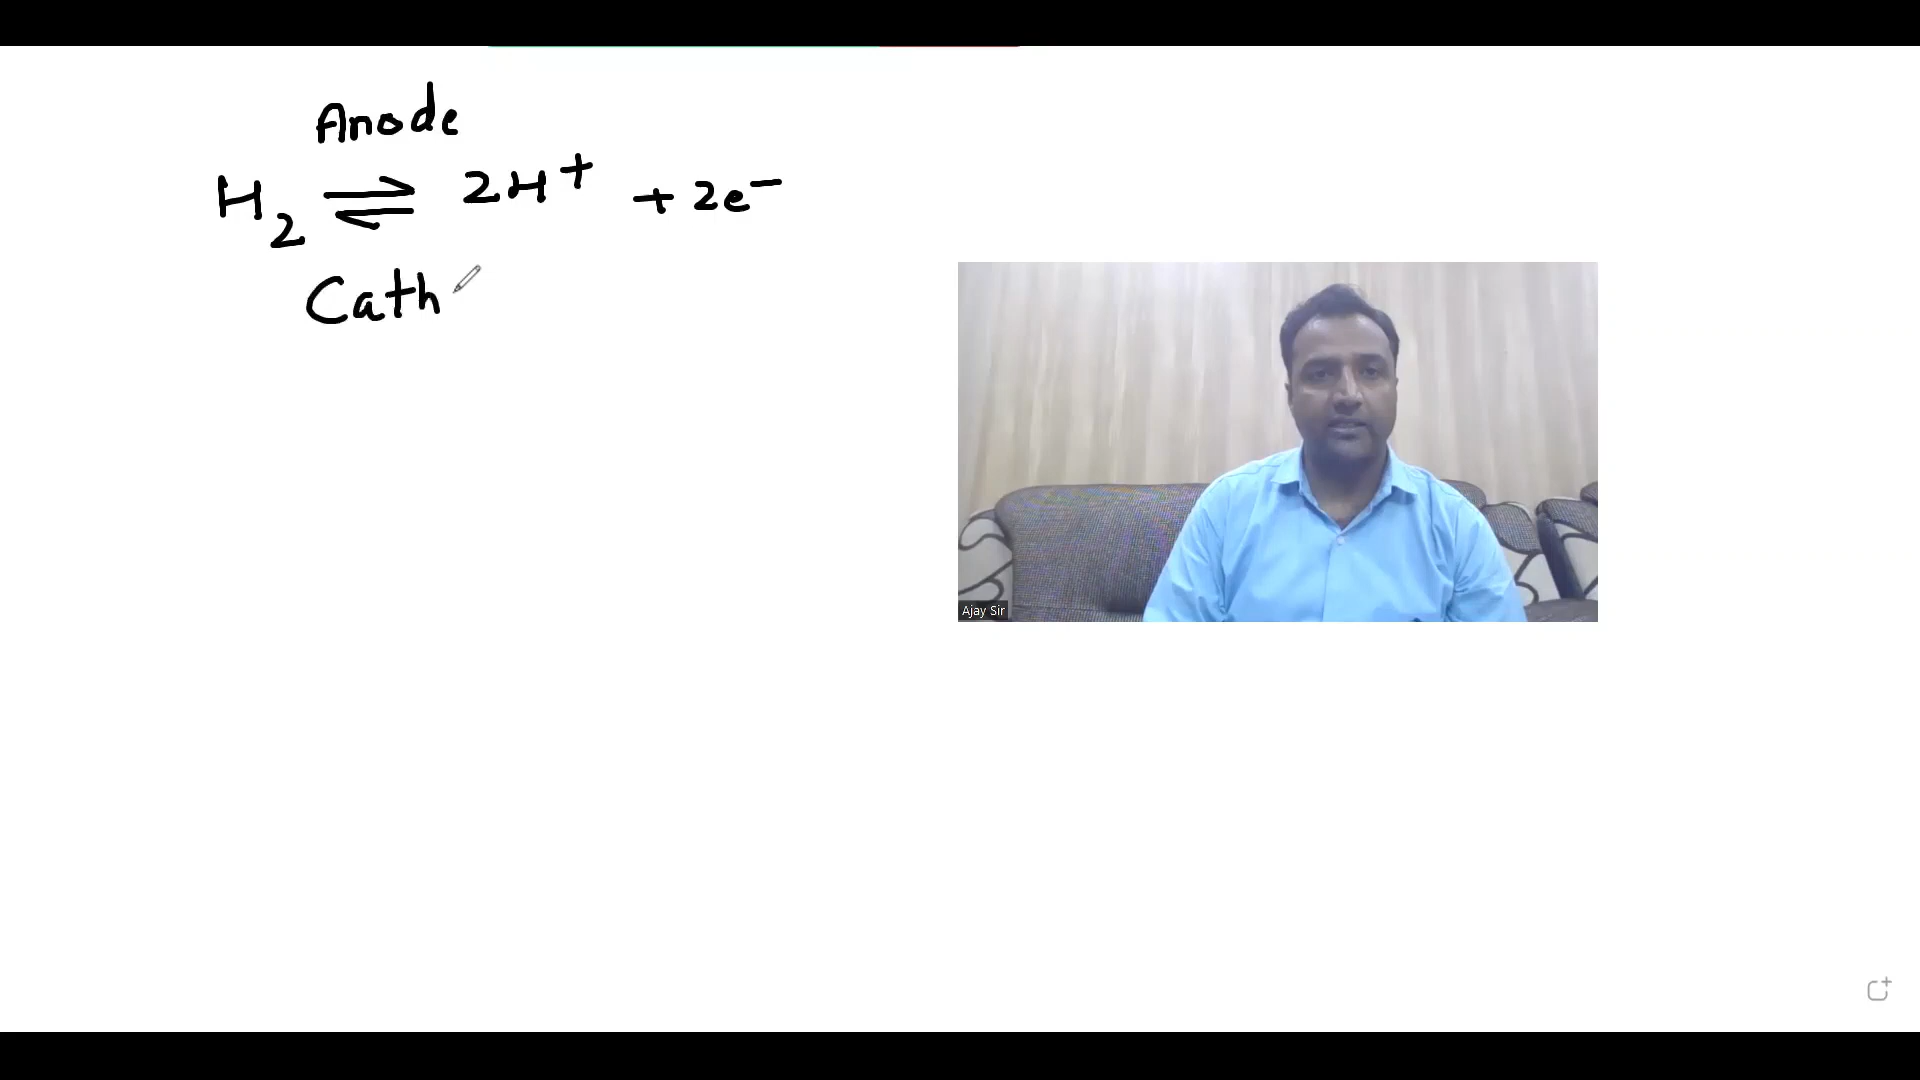 Anode
H₂ ⇌ 2H⁺ + 2e⁻
Cath
Ajay Sir